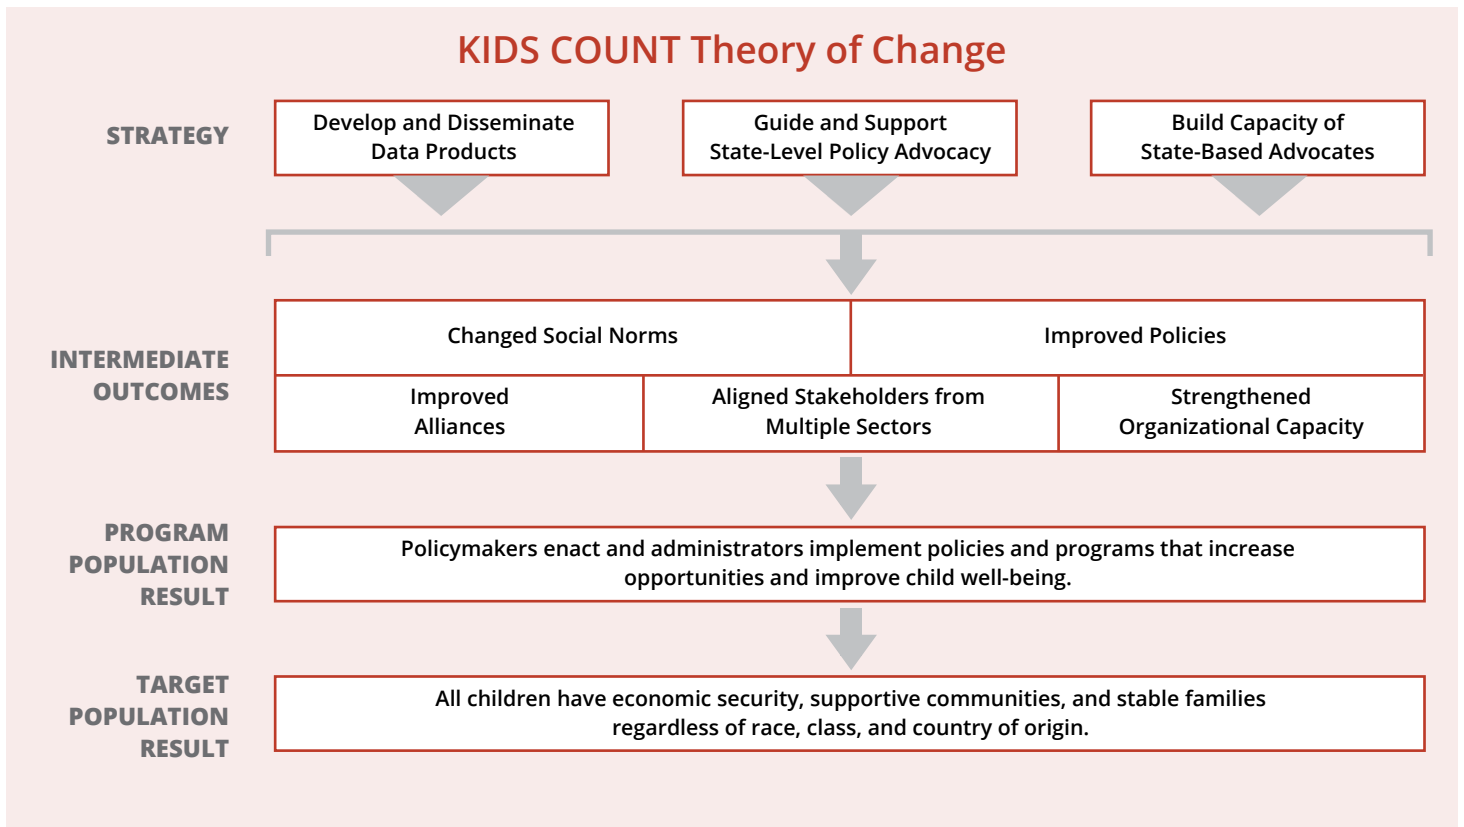 KIDS COUNT Theory of Change
STRATEGY
Develop and Disseminate
Data Products
Guide and Support
State-Level Policy Advocacy
Build Capacity of
State-Based Advocates
INTERMEDIATE
OUTCOMES
Changed Social Norms
Improved Policies
Improved
Alliances
Aligned Stakeholders from
Multiple Sectors
Strengthened
Organizational Capacity
PROGRAM
POPULATION
RESULT
Policymakers enact and administrators implement policies and programs that increase
opportunities and improve child well-being.
TARGET
POPULATION
RESULT
All children have economic security, supportive communities, and stable families
regardless of race, class, and country of origin.